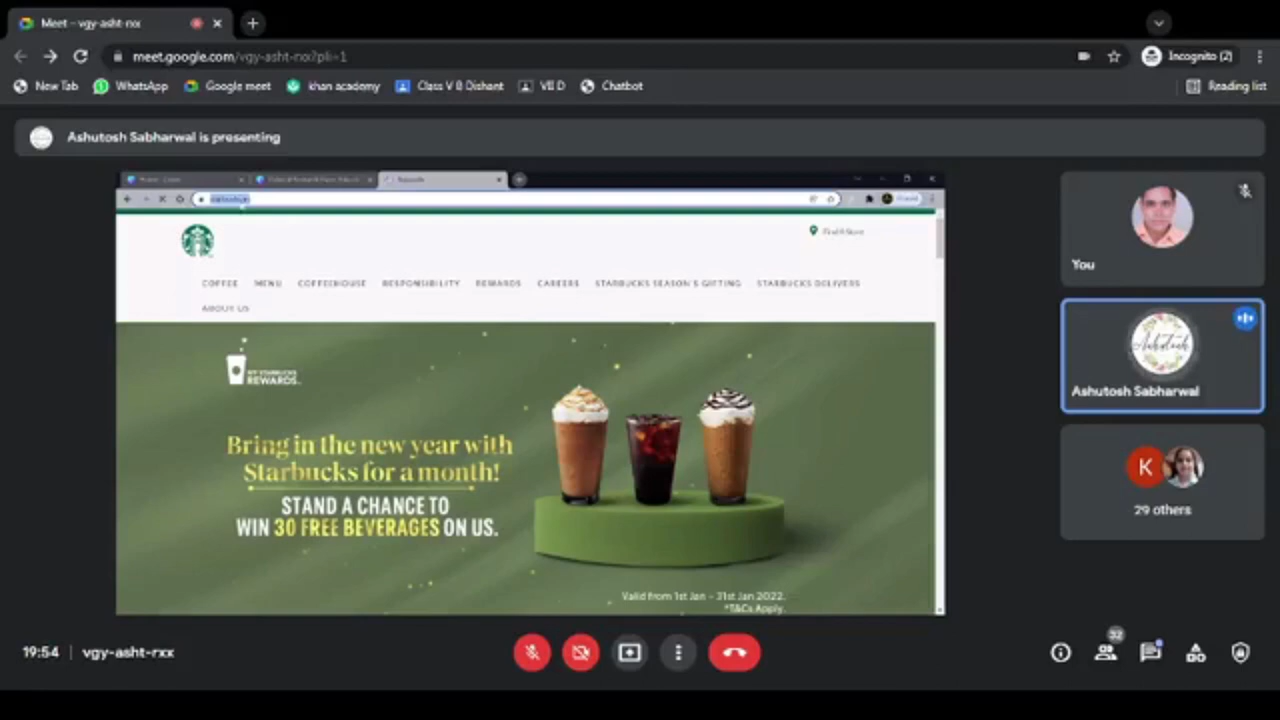 Meet – vgy-asht-rxx
meet.google.com/vgy-asht-rxx?pli=1
Incognito (2)
New Tab
WhatsApp
Google meet
khan academy
Class V B Dishant
VII D
Chatbot
Reading list
Ashutosh Sabharwal is presenting
Find A Store
COFFEE MENU COFFEEHOUSE RESPONSIBILITY REWARDS CAREERS STARBUCKS SEASON'S GIFTING STARBUCKS DELIVERS
ABOUT US
MY STARBUCKS
REWARDS
Bring in the new year with
Starbucks for a month!
STAND A CHANCE TO
WIN 30 FREE BEVERAGES ON US.
Valid from 1st Jan - 31st Jan 2022.
*T&Cs Apply.
You
Ashutosh
Ashutosh Sabharwal
K
29 others
19:54 | vgy-asht-rxx
32